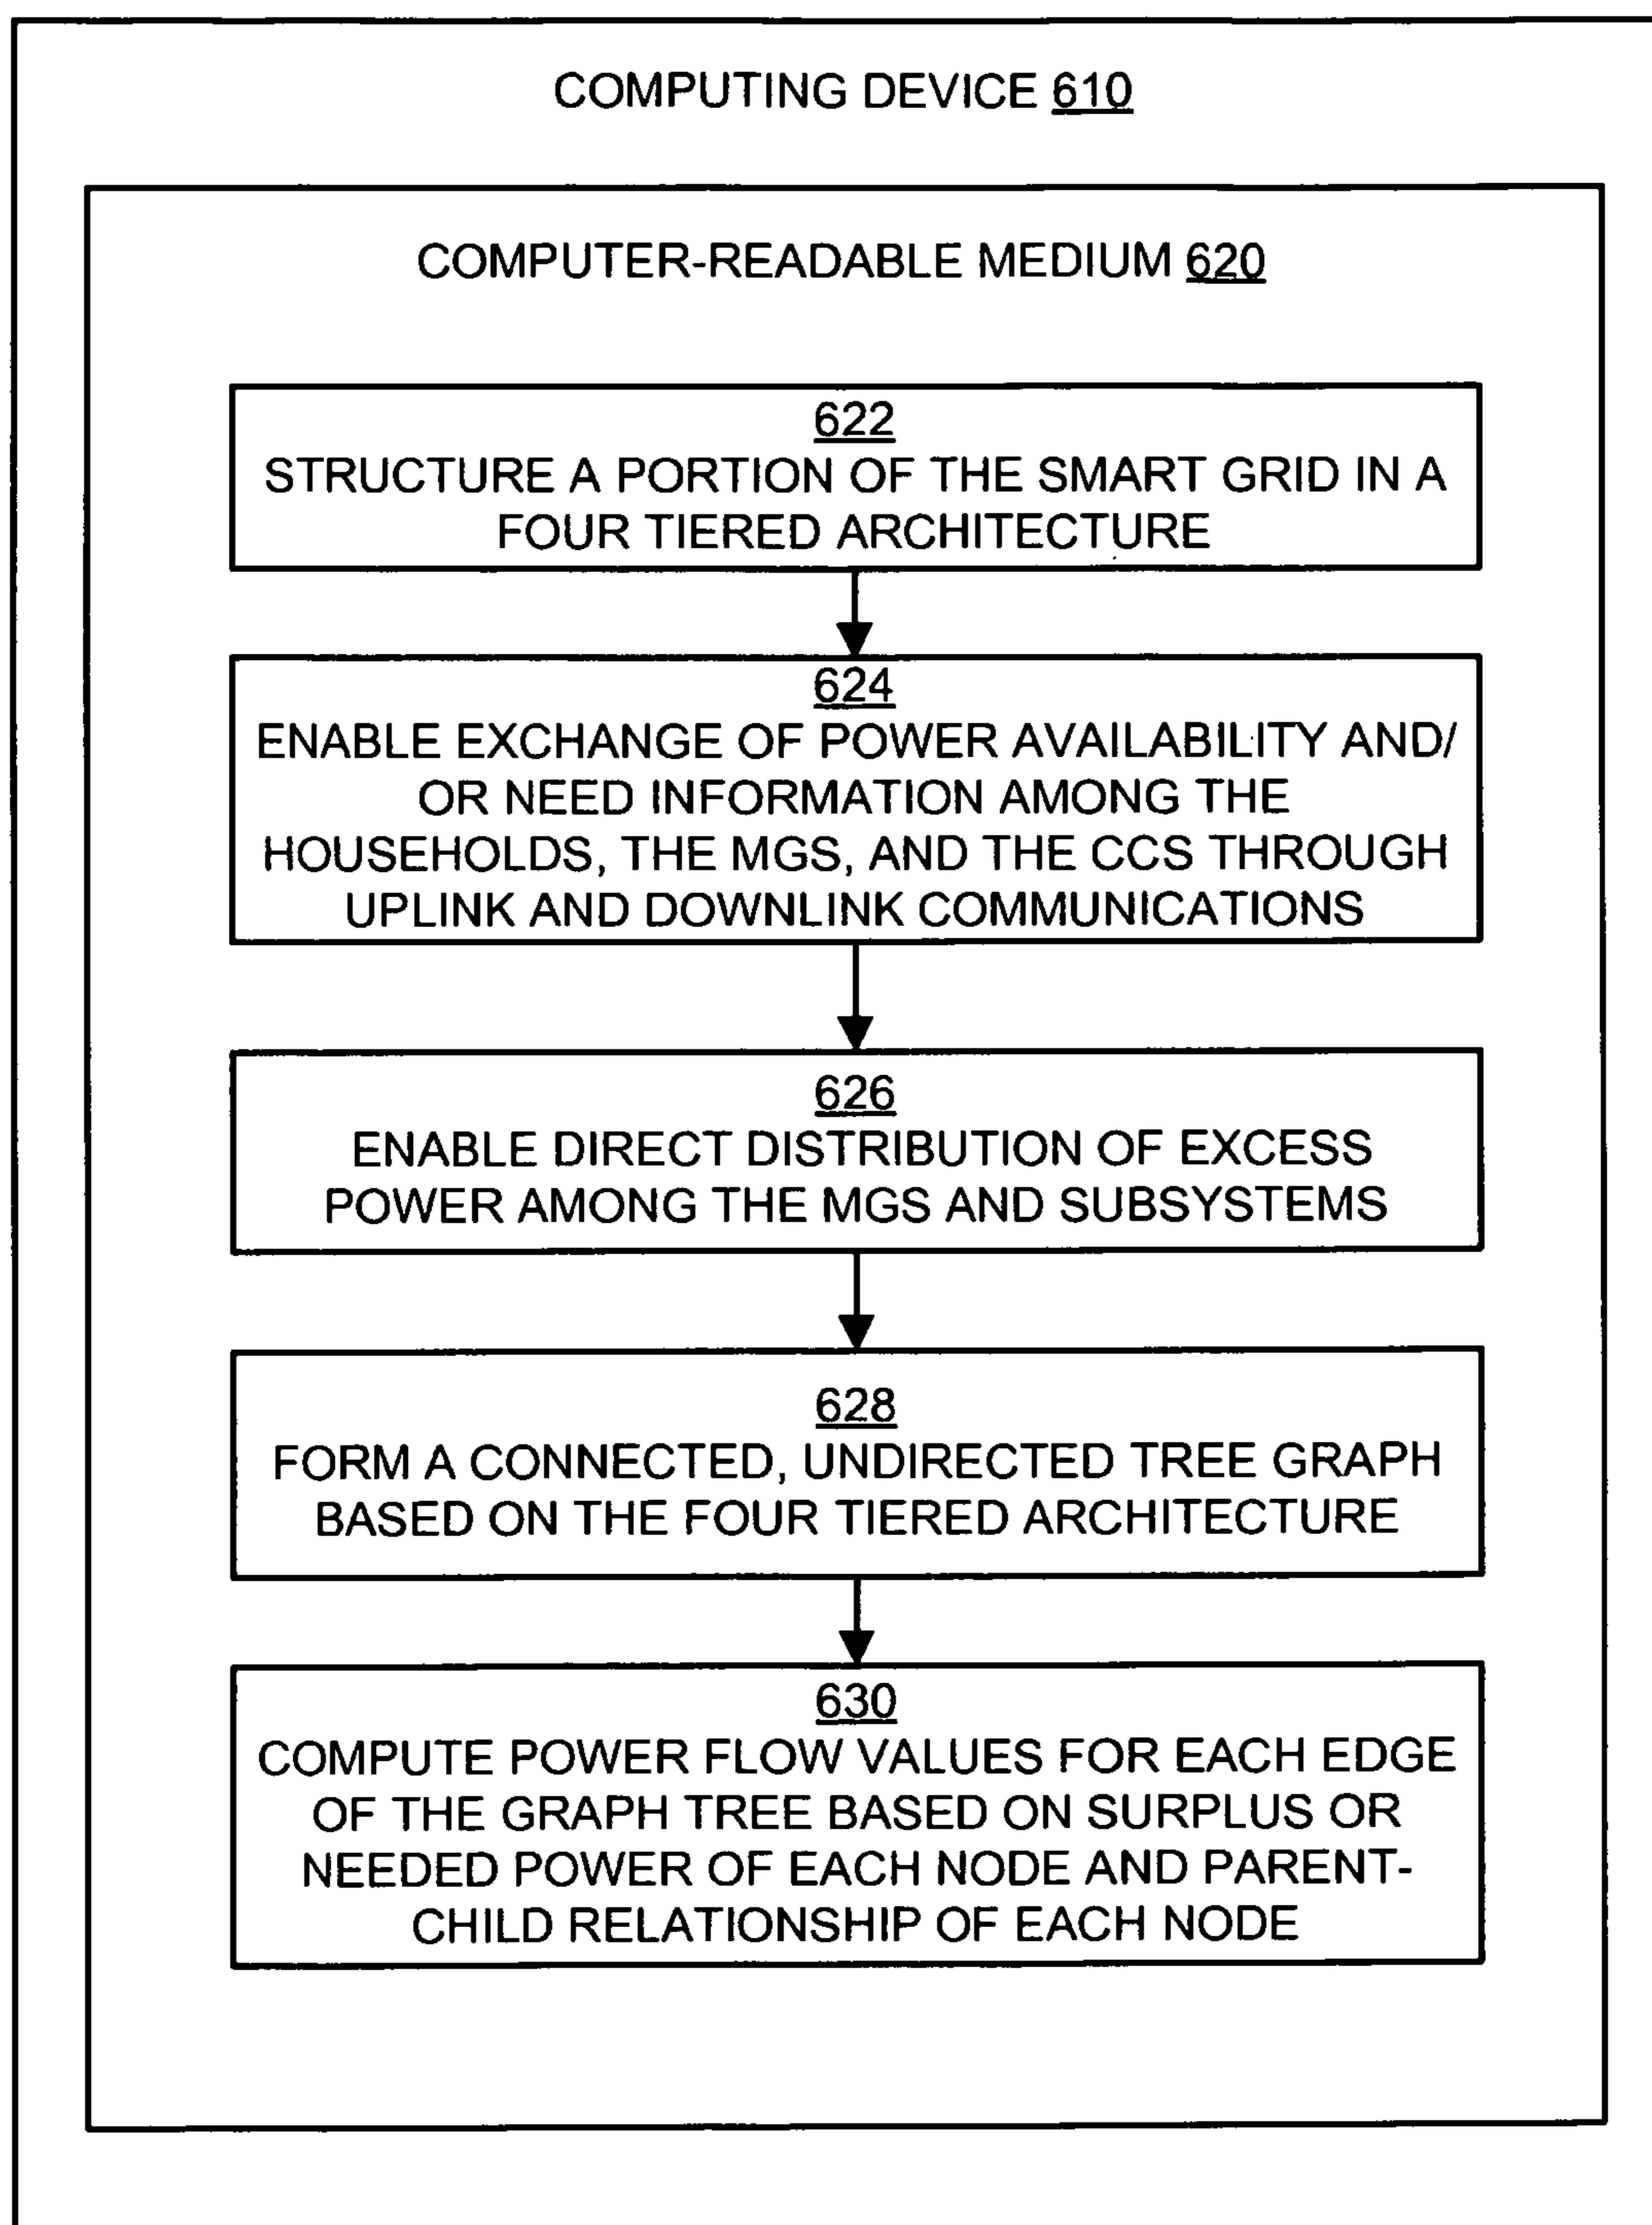 COMPUTING DEVICE 610
COMPUTER-READABLE MEDIUM 620
622
STRUCTURE A PORTION OF THE SMART GRID IN A
FOUR TIERED ARCHITECTURE
624
ENABLE EXCHANGE OF POWER AVAILABILITY AND/
OR NEED INFORMATION AMONG THE
HOUSEHOLDS, THE MGS, AND THE CCS THROUGH
UPLINK AND DOWNLINK COMMUNICATIONS
626
ENABLE DIRECT DISTRIBUTION OF EXCESS
POWER AMONG THE MGS AND SUBSYSTEMS
628
FORM A CONNECTED, UNDIRECTED TREE GRAPH
BASED ON THE FOUR TIERED ARCHITECTURE
630
COMPUTE POWER FLOW VALUES FOR EACH EDGE
OF THE GRAPH TREE BASED ON SURPLUS OR
NEEDED POWER OF EACH NODE AND PARENT-
CHILD RELATIONSHIP OF EACH NODE